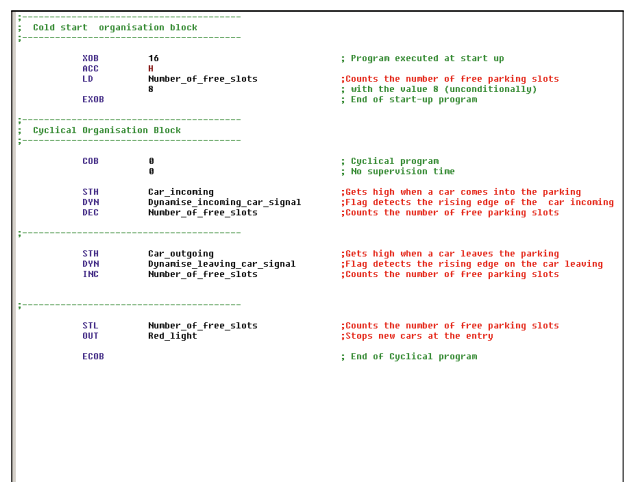 ;----------------------------------------
; Cold start organisation block
;----------------------------------------
XOB 16 ; Program executed at start up
ACC H
LD Number_of_free_slots ;Counts the number of free parking slots
8 ; with the value 8 (unconditionally)
EXOB ; End of start-up program
;----------------------------------------
; Cyclical Organisation Block
;----------------------------------------
COB 0 ; Cyclical program
0 ; No supervision time
STH Car_incoming ;Gets high when a car comes into the parking
DYN Dynamise_incoming_car_signal ;Flag detects the rising edge of the car incoming
DEC Number_of_free_slots ;Counts the number of free parking slots
;----------------------------------------
STH Car_outgoing ;Gets high when a car leaves the parking
DYN Dynamise_leaving_car_signal ;Flag detects the rising edge on the car leaving
INC Number_of_free_slots ;Counts the number of free parking slots
;----------------------------------------
STL Number_of_free_slots ;Counts the number of free parking slots
OUT Red_light ;Stops new cars at the entry
ECOB ; End of Cyclical program